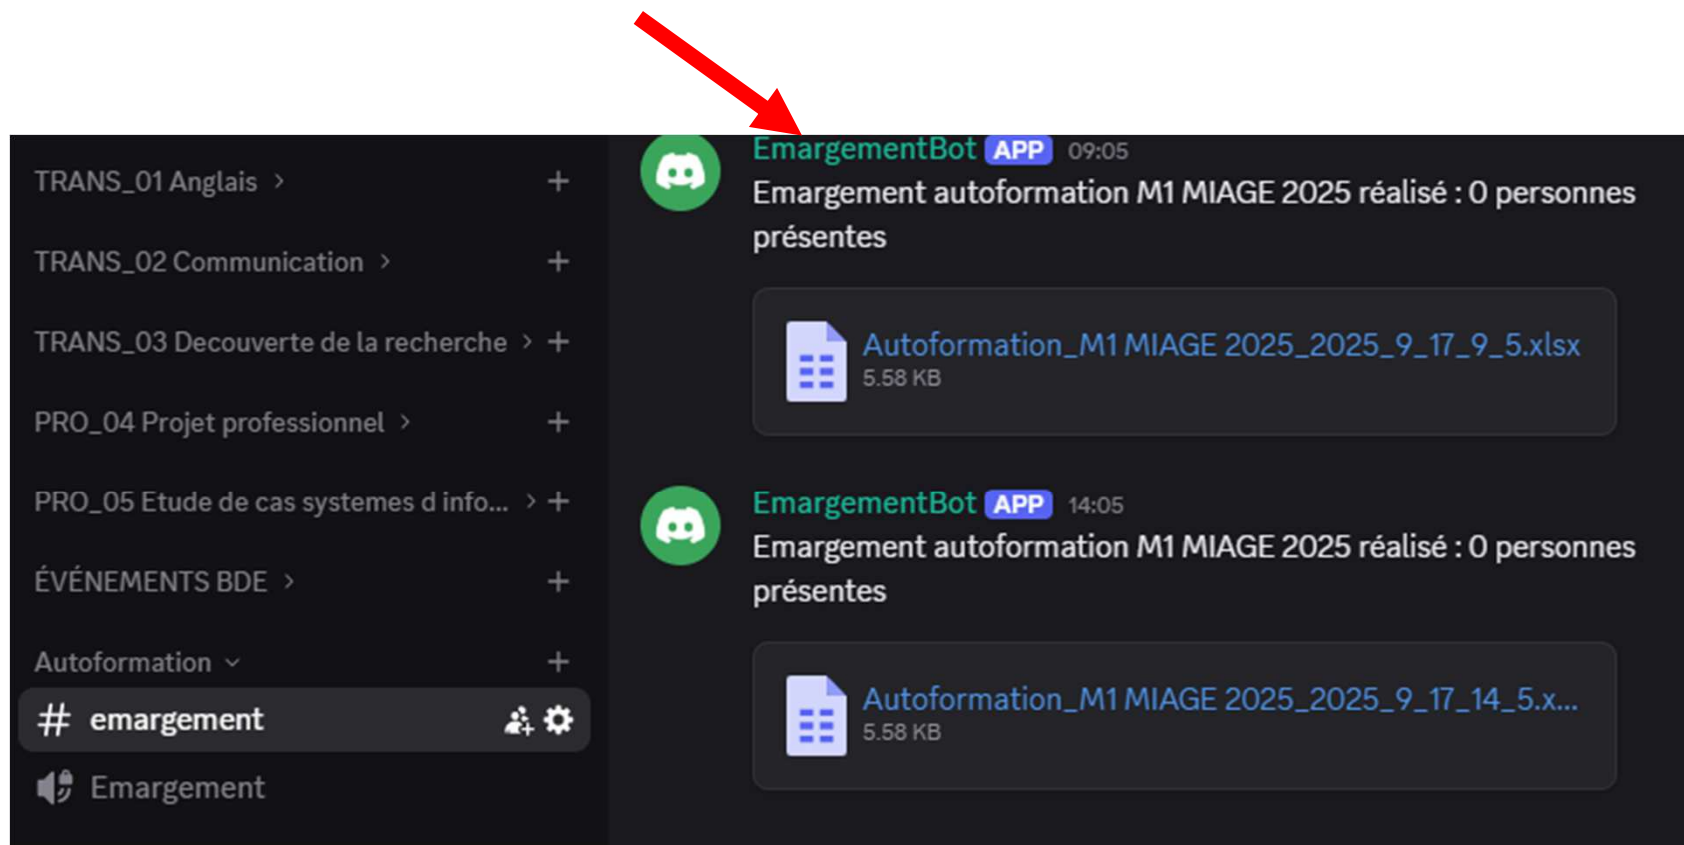 TRANS_01 Anglais
TRANS_02 Communication
TRANS_03 Decouverte de la recherche
PRO_04 Projet professionnel
PRO_05 Etude de cas systemes d info...
ÉVÉNEMENTS BDE
Autoformation
# emargement
Emargement
EmargementBot APP 09:05
Emargement autoformation M1 MIAGE 2025 réalisé : 0 personnes
présentes
Autoformation_M1 MIAGE 2025_2025_9_17_9_5.xlsx
5.58 KB
EmargementBot APP 14:05
Emargement autoformation M1 MIAGE 2025 réalisé : 0 personnes
présentes
Autoformation_M1 MIAGE 2025_2025_9_17_14_5.x...
5.58 KB